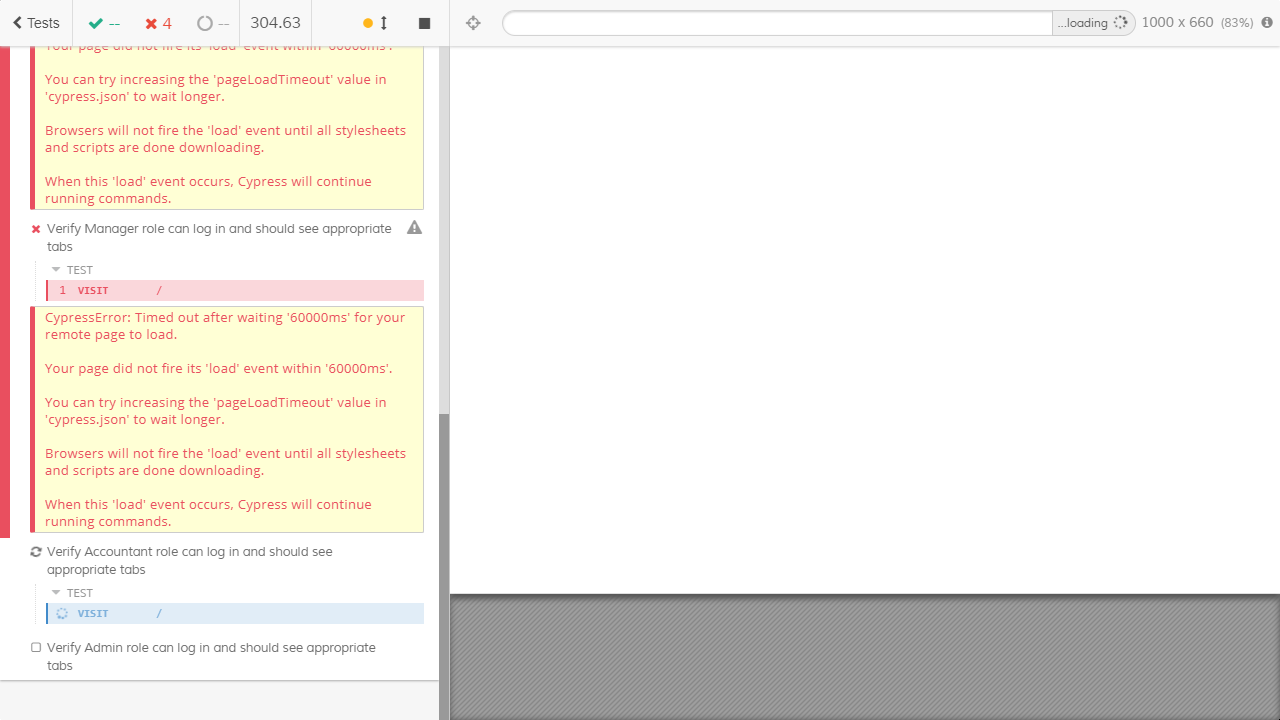 Tests
--
4
--
304.63
...loading
1000 x 660 (83%)
Your page did not fire its 'load' event within '60000ms'.
You can try increasing the 'pageLoadTimeout' value in
'cypress.json' to wait longer.
Browsers will not fire the 'load' event until all stylesheets
and scripts are done downloading.
When this 'load' event occurs, Cypress will continue
running commands.
Verify Manager role can log in and should see appropriate
tabs
TEST
1 VISIT /
CypressError: Timed out after waiting '60000ms' for your
remote page to load.
Your page did not fire its 'load' event within '60000ms'.
You can try increasing the 'pageLoadTimeout' value in
'cypress.json' to wait longer.
Browsers will not fire the 'load' event until all stylesheets
and scripts are done downloading.
When this 'load' event occurs, Cypress will continue
running commands.
Verify Accountant role can log in and should see
appropriate tabs
TEST
VISIT /
Verify Admin role can log in and should see appropriate
tabs